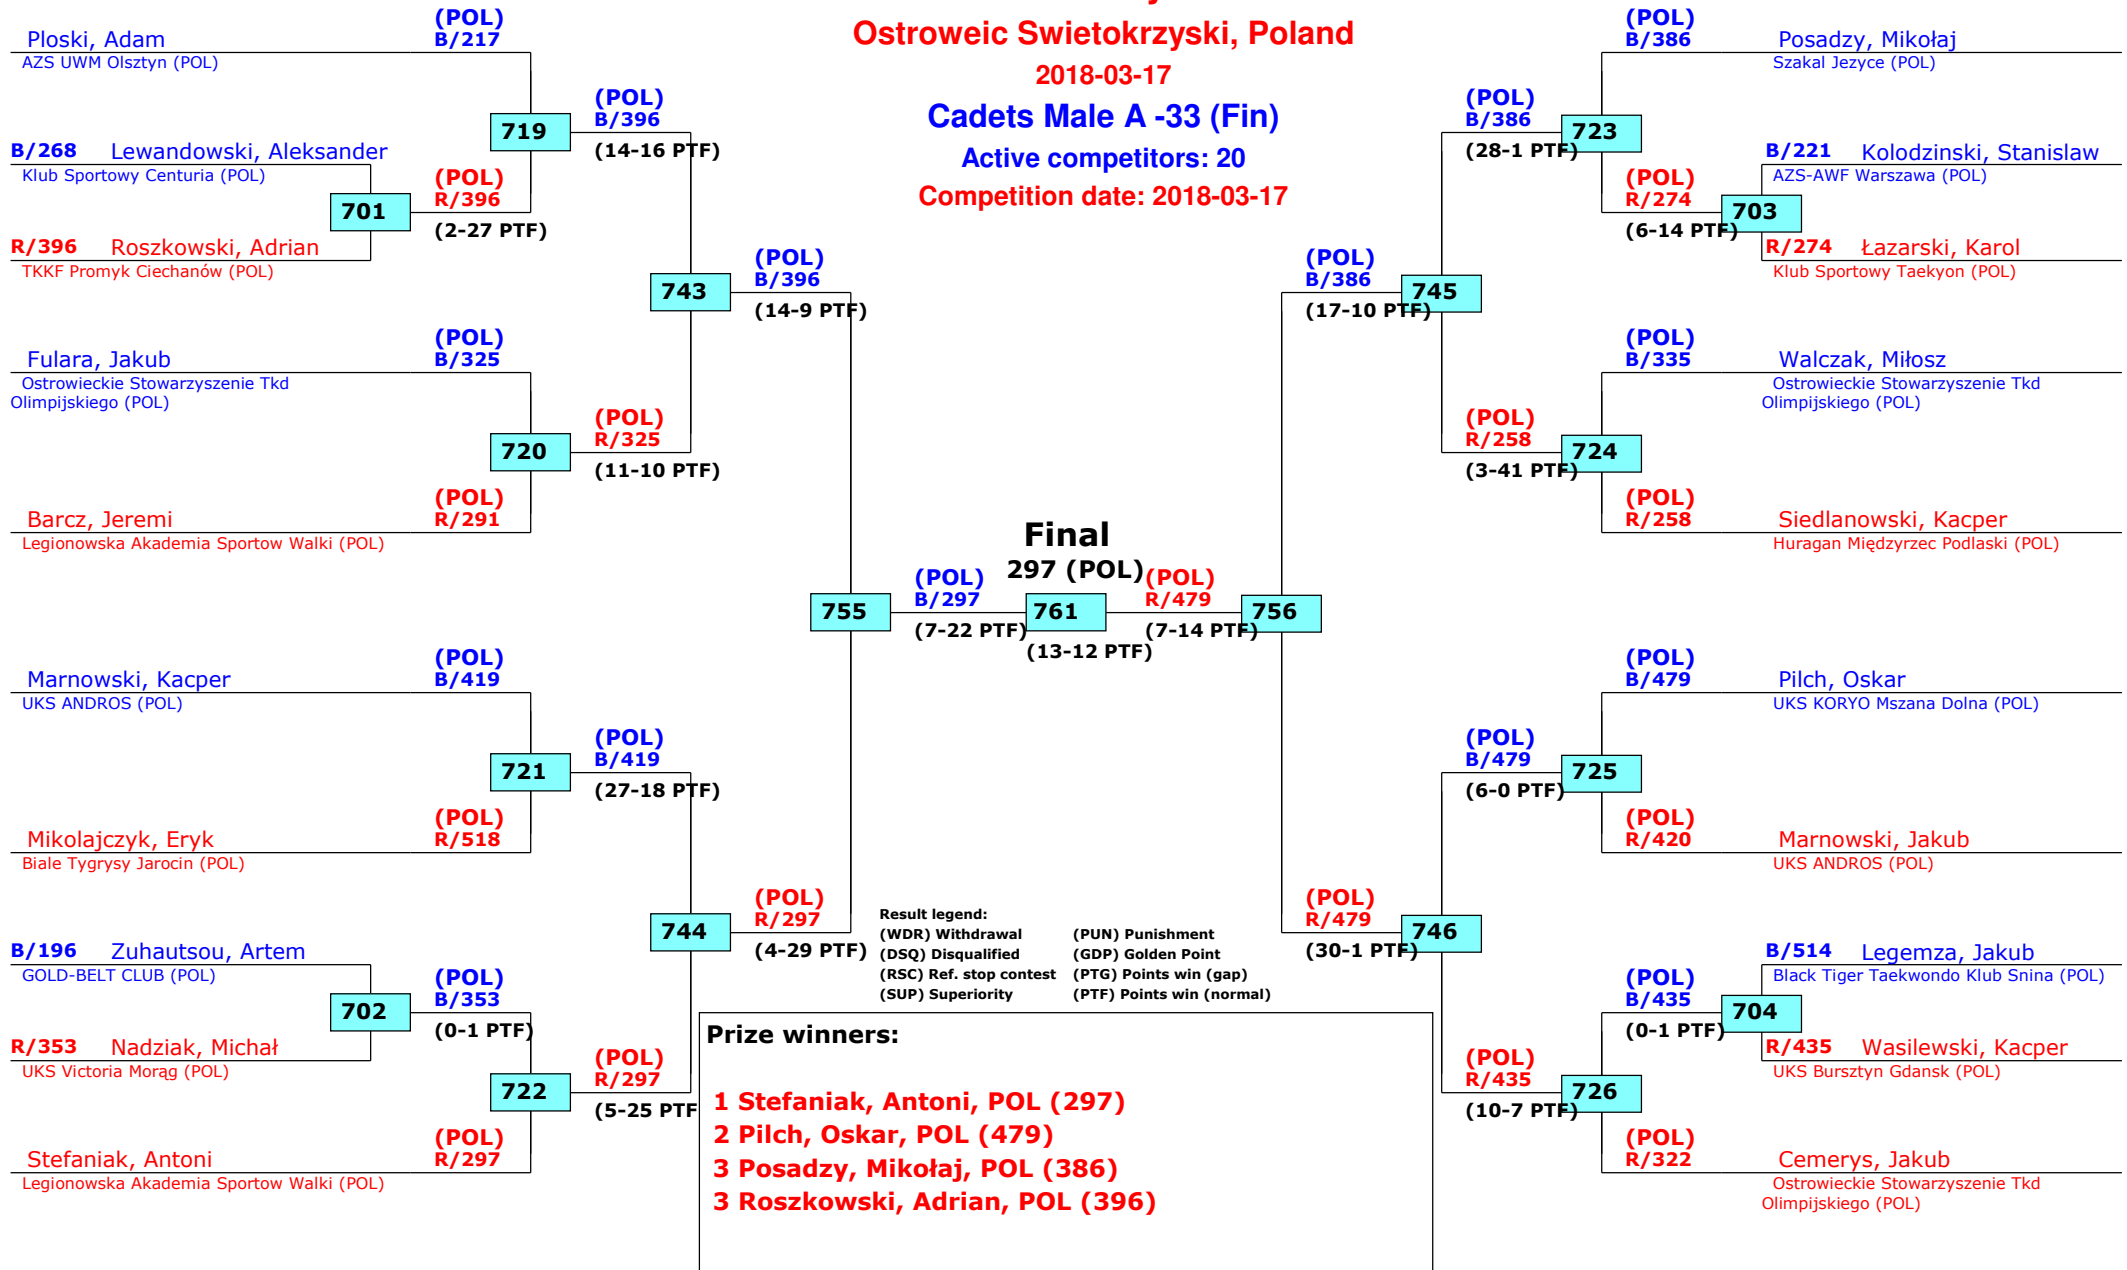 Ostroweic Swietokrzyski, Poland
2018-03-17
Cadets Male A -33 (Fin)
Active competitors: 20
Competition date: 2018-03-17
(POL)
Ploski, Adam B/217
AZS UWM Olsztyn (POL)
719
(POL)
B/396
(14-16 PTF)
B/268 Lewandowski, Aleksander
Klub Sportowy Centuria (POL)
701
(POL)
R/396
(2-27 PTF)
R/396 Roszkowski, Adrian
TKKF Promyk Ciechanów (POL)
743
(POL)
B/396
(14-9 PTF)
(POL)
Fulara, Jakub B/325
Ostrowieckie Stowarzyszenie Tkd
Olimpijskiego (POL)
720
(POL)
R/325
(11-10 PTF)
(POL)
Barcz, Jeremi R/291
Legionowska Akademia Sportow Walki (POL)
755
(POL)
B/297
(7-22 PTF)
Final
297 (POL)
761
(13-12 PTF)
(POL)
R/479
(7-14 PTF)
756
(POL)
Marnowski, Kacper B/419
UKS ANDROS (POL)
721
(POL)
B/419
(27-18 PTF)
(POL)
Mikolajczyk, Eryk R/518
Biale Tygrysy Jarocin (POL)
744
(POL)
R/297
(4-29 PTF)
B/196 Zuhautsou, Artem
GOLD-BELT CLUB (POL)
702
(POL)
B/353
(0-1 PTF)
R/353 Nadziak, Michał
UKS Victoria Morąg (POL)
722
(POL)
R/297
(5-25 PTF
(POL)
Stefaniak, Antoni R/297
Legionowska Akademia Sportow Walki (POL)
(POL)
B/386 Posadzy, Mikołaj
Szakal Jezyce (POL)
(POL)
B/386
(28-1 PTF)
723
B/221 Kolodzinski, Stanislaw
AZS-AWF Warszawa (POL)
(POL)
R/274
(6-14 PTF)
703
R/274 Łazarski, Karol
Klub Sportowy Taekyon (POL)
(POL)
B/386
(17-10 PTF)
745
(POL)
B/335 Walczak, Miłosz
Ostrowieckie Stowarzyszenie Tkd
Olimpijskiego (POL)
(POL)
R/258
(3-41 PTF)
724
(POL)
R/258 Siedlanowski, Kacper
Huragan Międzyrzec Podlaski (POL)
(POL)
B/479 Pilch, Oskar
UKS KORYO Mszana Dolna (POL)
(POL)
B/479
(6-0 PTF)
725
(POL)
R/420 Marnowski, Jakub
UKS ANDROS (POL)
(POL)
R/479
(30-1 PTF)
746
B/514 Legemza, Jakub
Black Tiger Taekwondo Klub Snina (POL)
(POL)
B/435
(0-1 PTF)
704
R/435 Wasilewski, Kacper
UKS Bursztyn Gdansk (POL)
(POL)
R/435
(10-7 PTF)
726
(POL)
R/322 Cemerys, Jakub
Ostrowieckie Stowarzyszenie Tkd
Olimpijskiego (POL)
Result legend:
(WDR) Withdrawal (PUN) Punishment
(DSQ) Disqualified (GDP) Golden Point
(RSC) Ref. stop contest (PTG) Points win (gap)
(SUP) Superiority (PTF) Points win (normal)
Prize winners:
1 Stefaniak, Antoni, POL (297)
2 Pilch, Oskar, POL (479)
3 Posadzy, Mikołaj, POL (386)
3 Roszkowski, Adrian, POL (396)